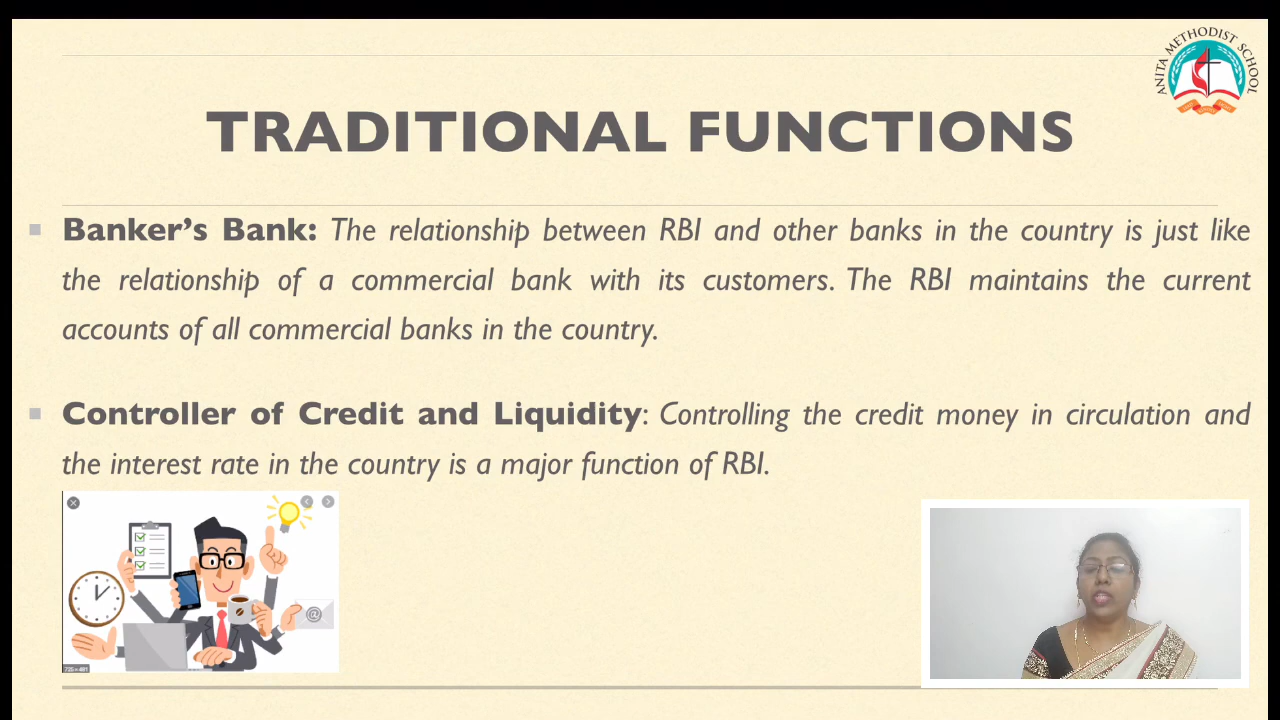 ANITA METHODIST SCHOOL
TRADITIONAL FUNCTIONS
Banker’s Bank: The relationship between RBI and other banks in the country is just like
the relationship of a commercial bank with its customers. The RBI maintains the current
accounts of all commercial banks in the country.
Controller of Credit and Liquidity: Controlling the credit money in circulation and
the interest rate in the country is a major function of RBI.
@
725 × 481